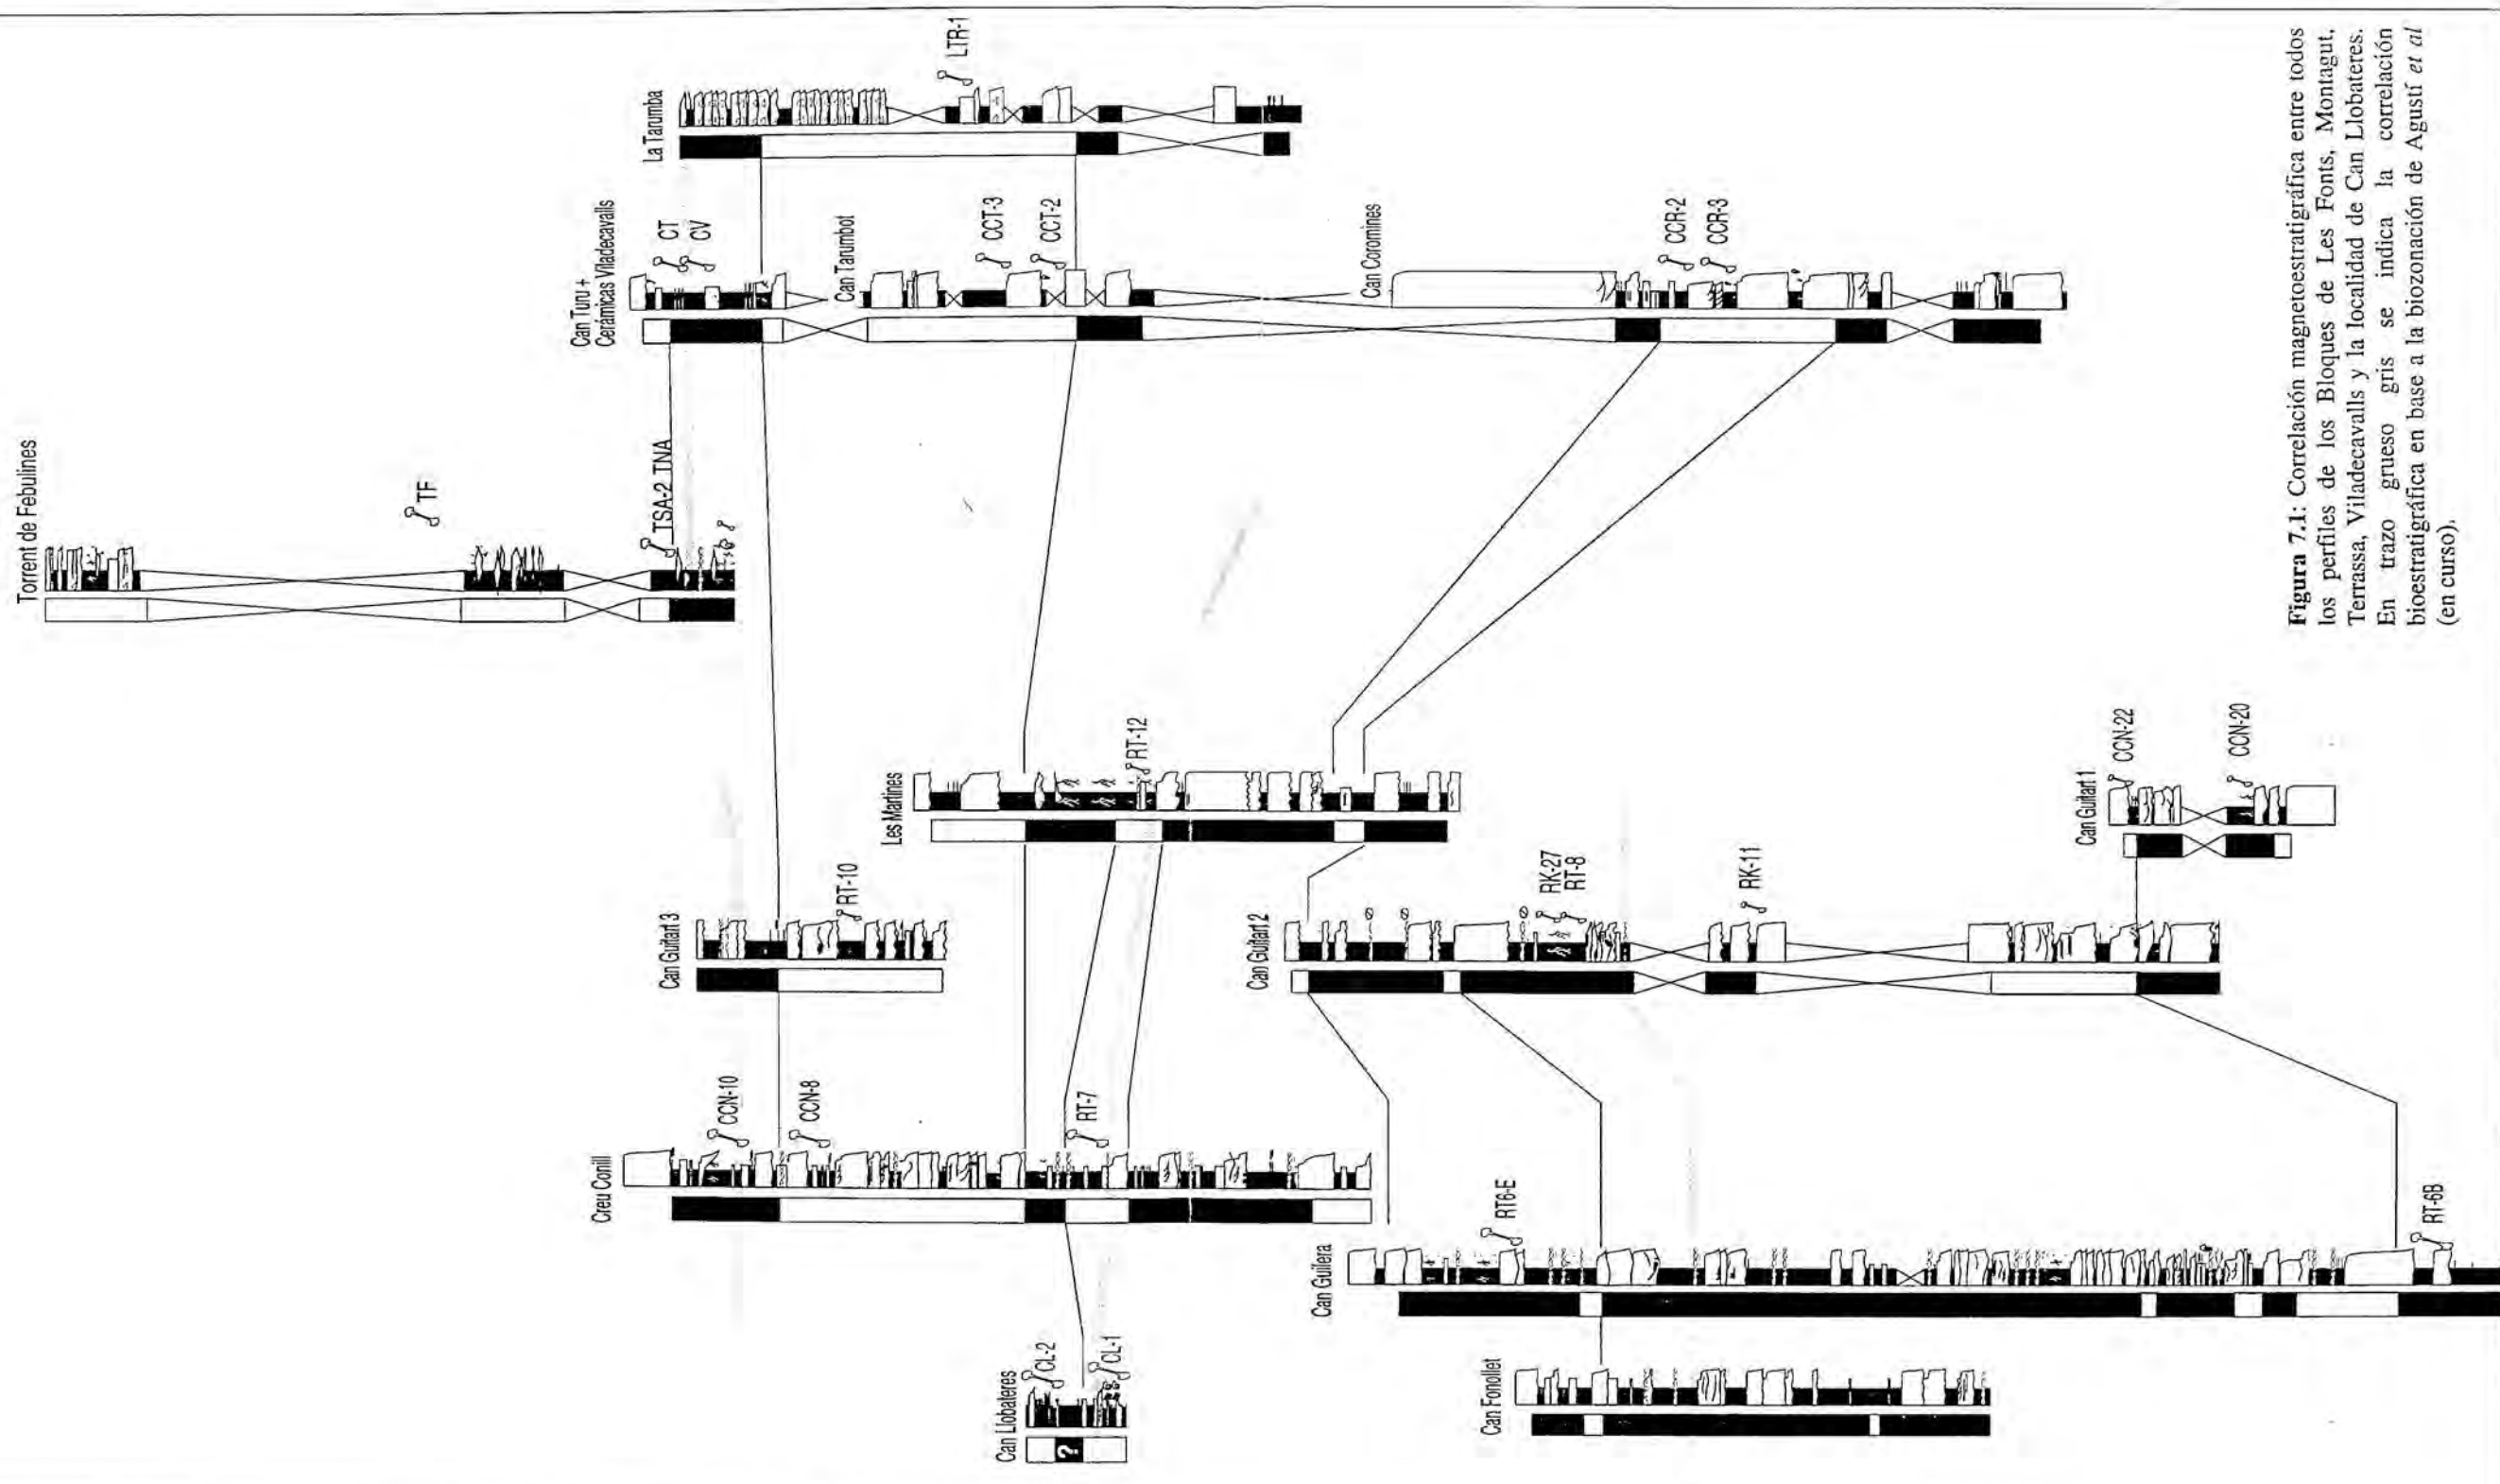 Can Llobateres
CL-2
?
CL-1
Can Fonollet
Can Guilera
RT6-E
RT-6B
Creu Conill
CCN-10
CCN-8
RT-7
Can Guitart 3
RT-10
Can Guitart 2
RK-27
RT-8
RK-11
Can Guitart 1
CCN-22
CCN-20
Les Martines
RT-12
Torrent de Febulines
TF
TSA-2 TNA
Can Turu +
Cerámicas Viladecavalls
CT
CV
Can Tarumbot
CCT-3
CCT-2
Can Coromines
CCR-2
CCR-3
La Tarumba
LTR-1
Figura 7.1: Correlación magnetoestratigráfica entre todos
los perfiles de los Bloques de Les Fonts, Montagut,
Terrassa, Viladecavalls y la localidad de Can Llobateres.
En trazo grueso gris se indica la correlación
bioestratigráfica en base a la biozonación de Agustí et al
(en curso).